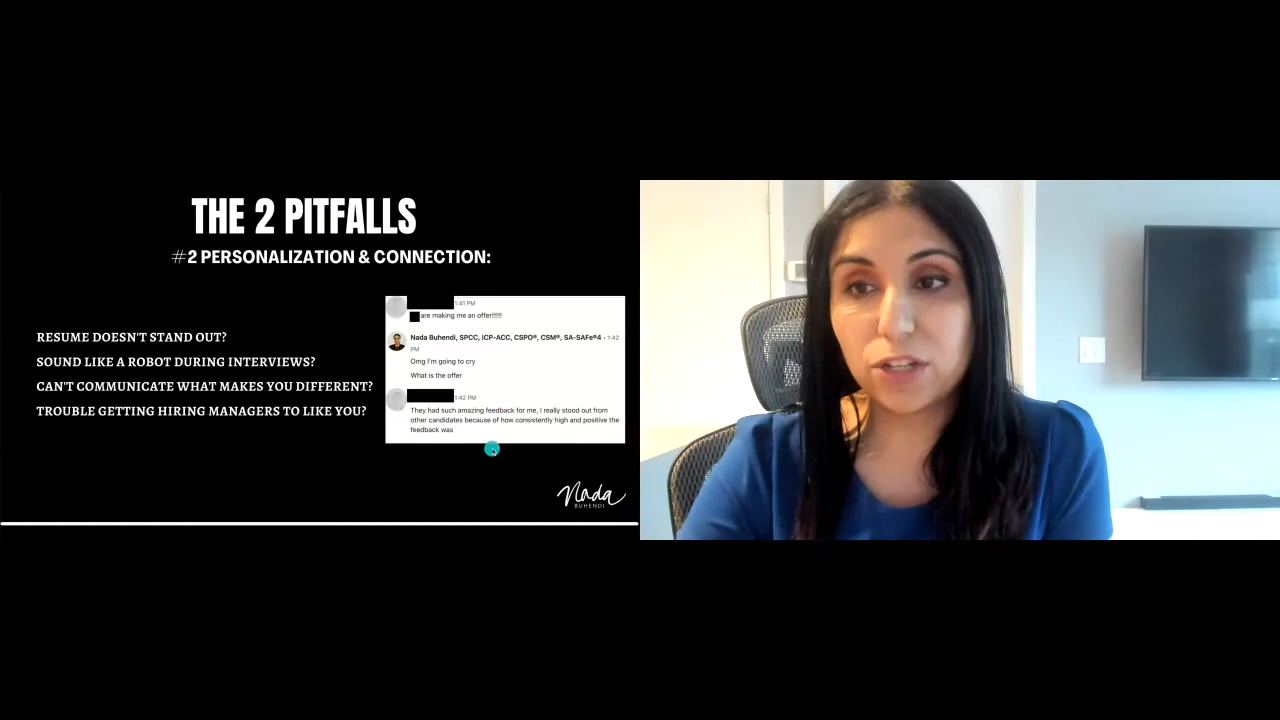 THE 2 PITFALLS
#2 PERSONALIZATION & CONNECTION:
RESUME DOESN'T STAND OUT?
SOUND LIKE A ROBOT DURING INTERVIEWS?
CAN'T COMMUNICATE WHAT MAKES YOU DIFFERENT?
TROUBLE GETTING HIRING MANAGERS TO LIKE YOU?
1:41 PM
are making me an offer!!!!!
Nada Buhendi, SPCC, ICP-ACC, CSPO®, CSM®, SA-SAFe®4 • 1:42
PM
Omg I'm going to cry
What is the offer
1:42 PM
They had such amazing feedback for me, I really stood out from
other candidates because of how consistently high and positive the
feedback was
Nada
BUHENDI